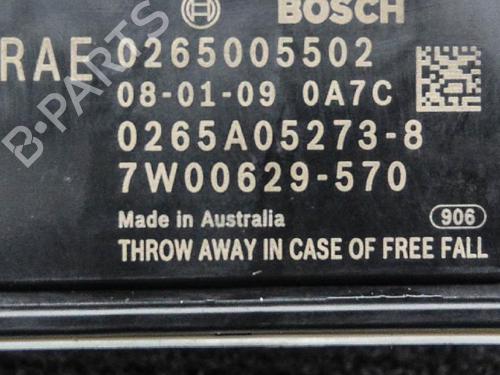 BOSCH
RAE 0265005502
08-01-09 0A7C
0265A05273-8
7W00629-570
Made in Australia 906
THROW AWAY IN CASE OF FREE FALL
B-PARTS